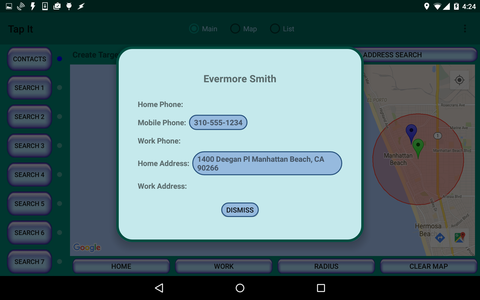 4:24
Tap It
Main
Map
List
CONTACTS
Create Targ
ADDRESS SEARCH
SEARCH 1
SEARCH 2
SEARCH 3
SEARCH 4
SEARCH 5
SEARCH 6
SEARCH 7
Evermore Smith
Home Phone:
Mobile Phone: 310-555-1234
Work Phone:
Home Address: 1400 Deegan Pl Manhattan Beach, CA
90266
Work Address:
DISMISS
Manhattan
Beach
1
Hermosa
Bea
Google
HOME
WORK
RADIUS
CLEAR MAP